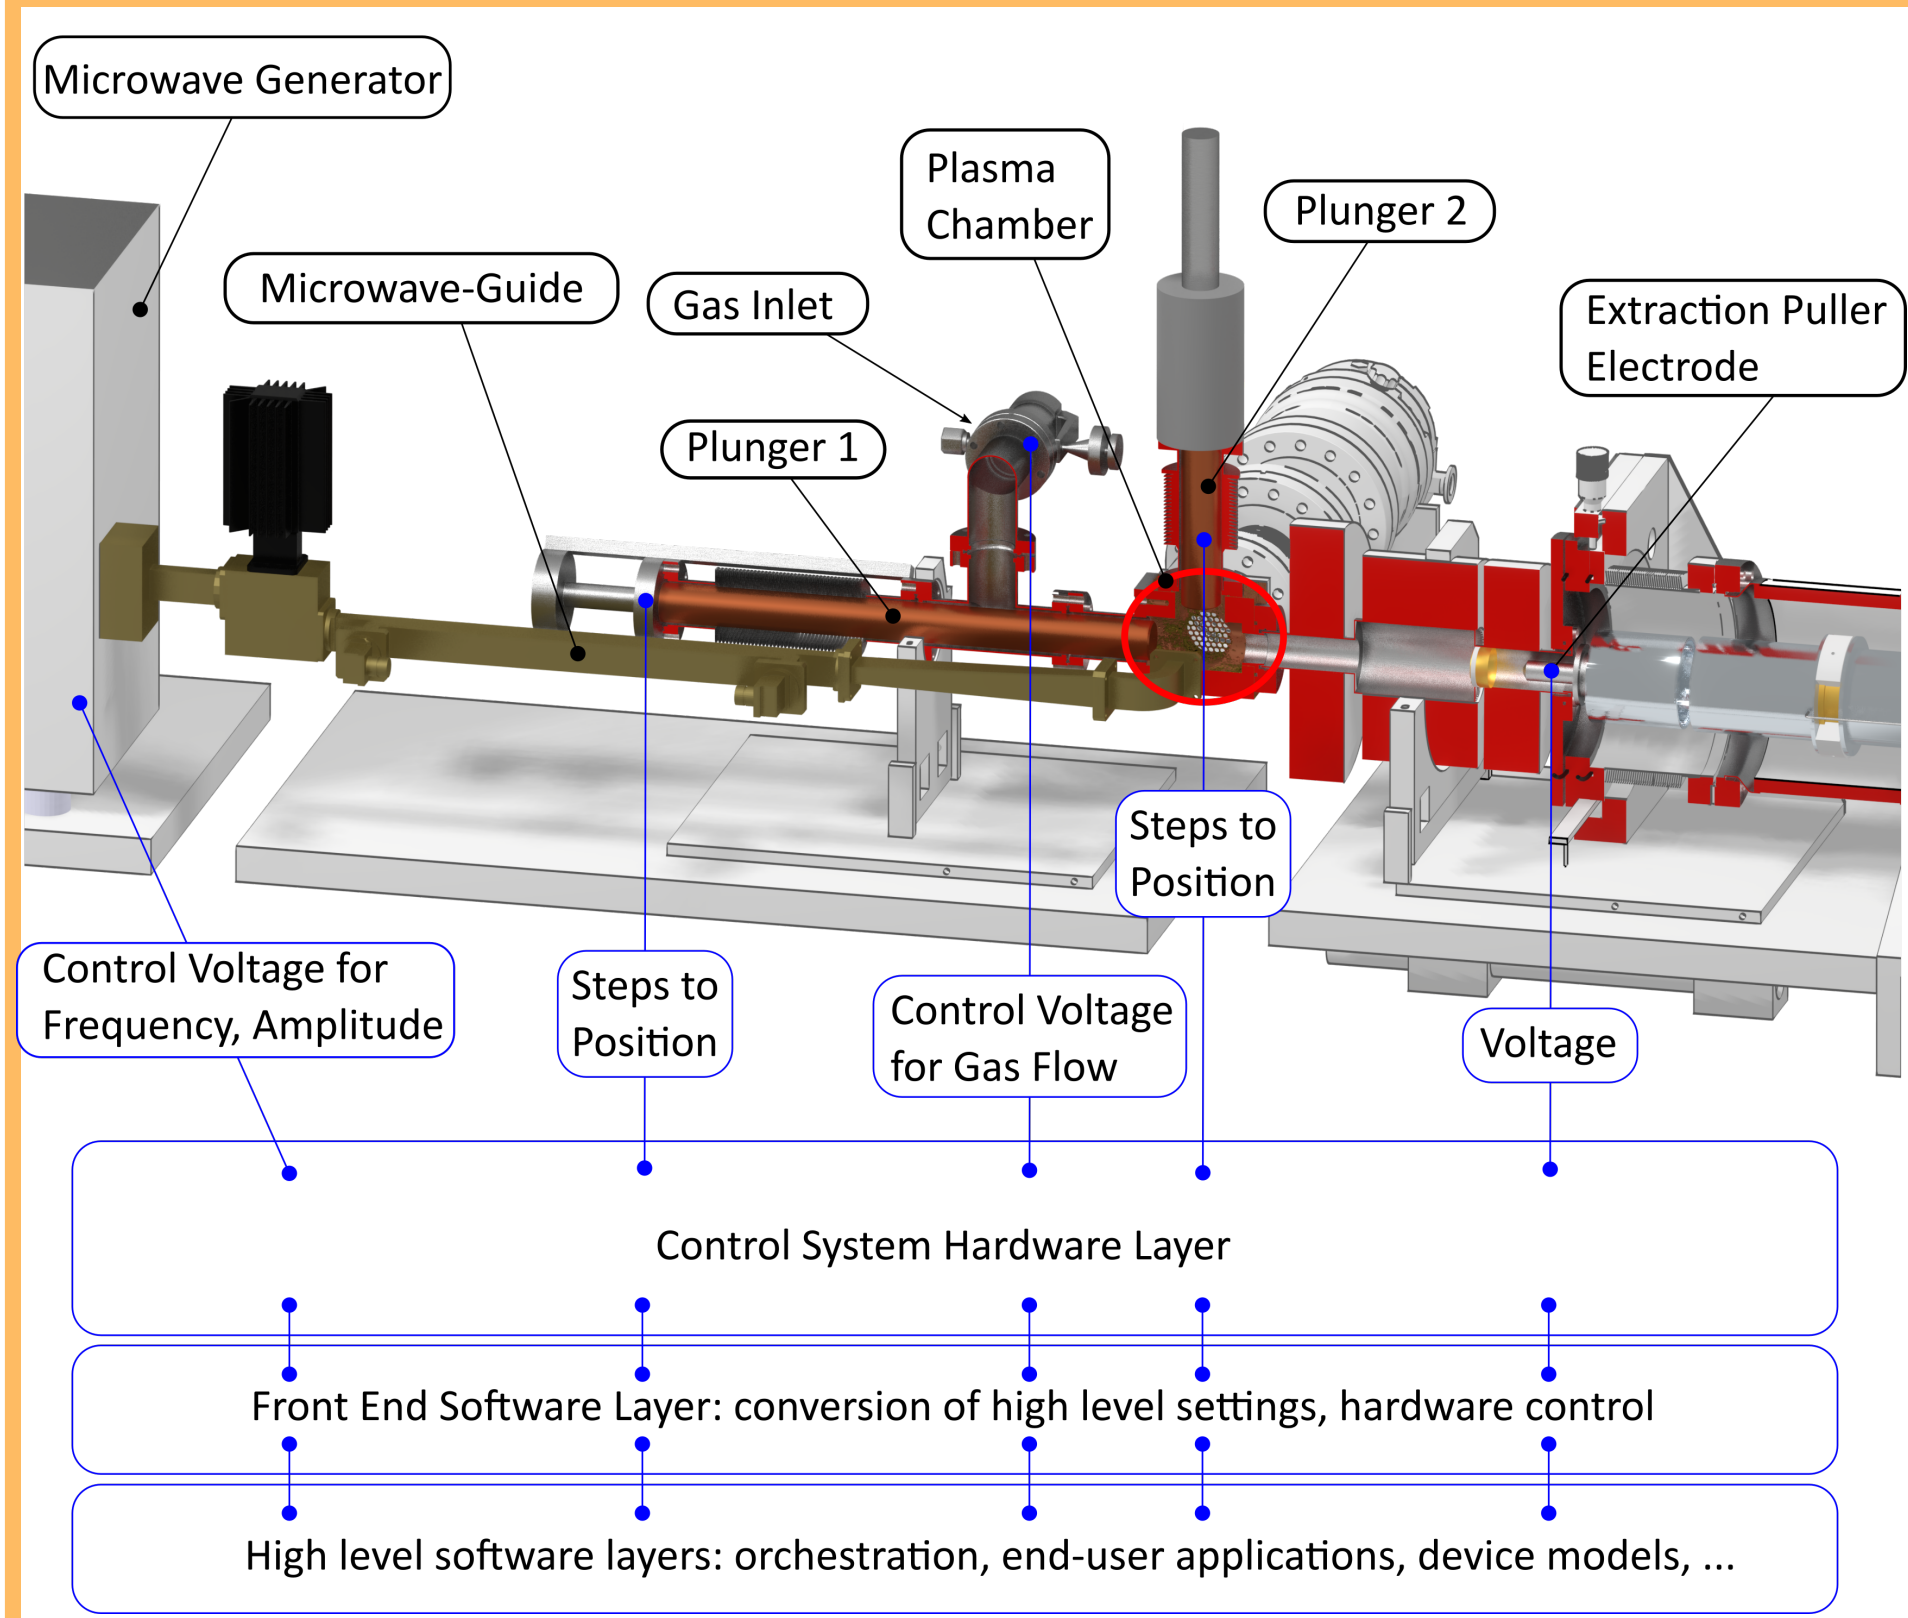 Microwave Generator
Plasma
Chamber
Plunger 2
Microwave-Guide
Gas Inlet
Extraction Puller
Electrode
Plunger 1
Steps to
Position
Control Voltage for
Frequency, Amplitude
Steps to
Position
Control Voltage
for Gas Flow
Voltage
Control System Hardware Layer
Front End Software Layer: conversion of high level settings, hardware control
High level software layers: orchestration, end-user applications, device models, ...